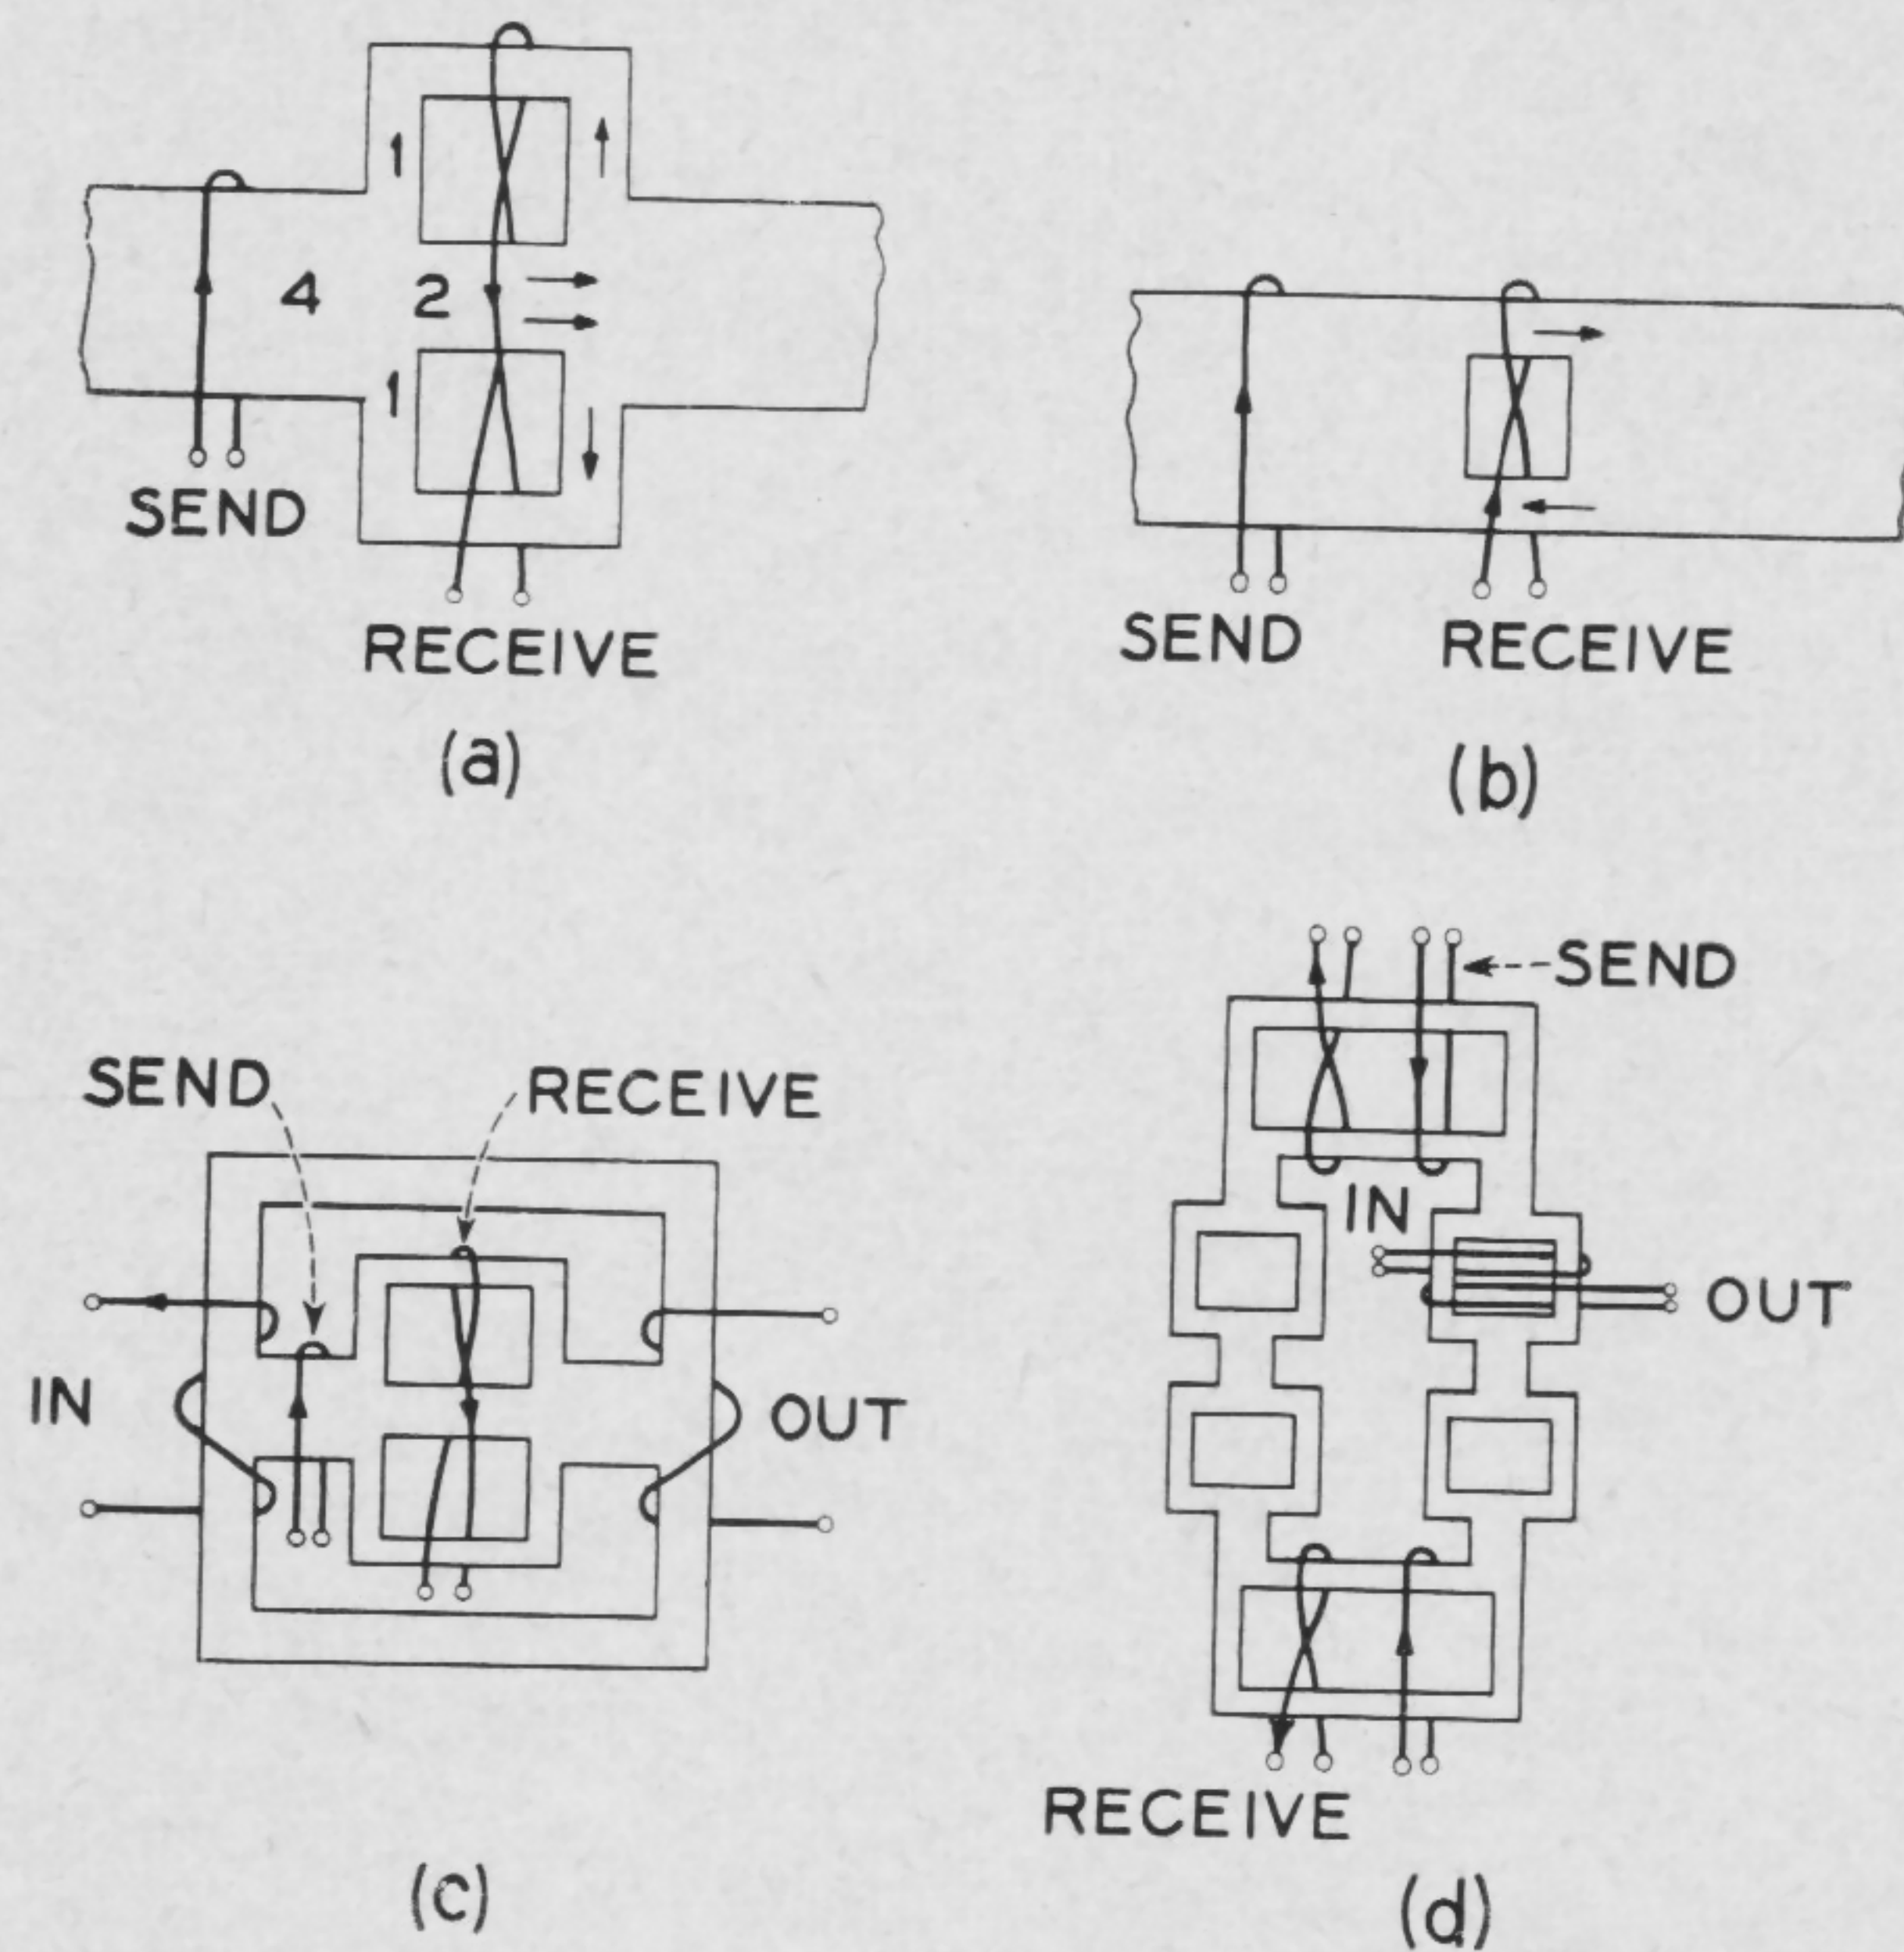 1
4
2
1
SEND
RECEIVE
(a)
SEND
RECEIVE
(b)
SEND
RECEIVE
IN
OUT
(c)
SEND
IN
OUT
RECEIVE
(d)